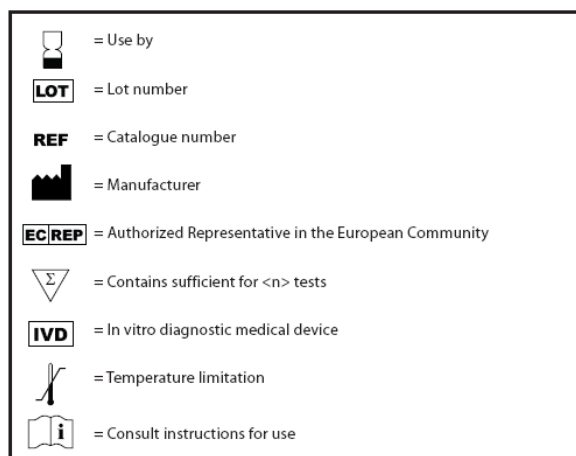 = Use by
LOT = Lot number
REF = Catalogue number
= Manufacturer
EC REP = Authorized Representative in the European Community
Σ = Contains sufficient for <n> tests
IVD = In vitro diagnostic medical device
= Temperature limitation
i = Consult instructions for use